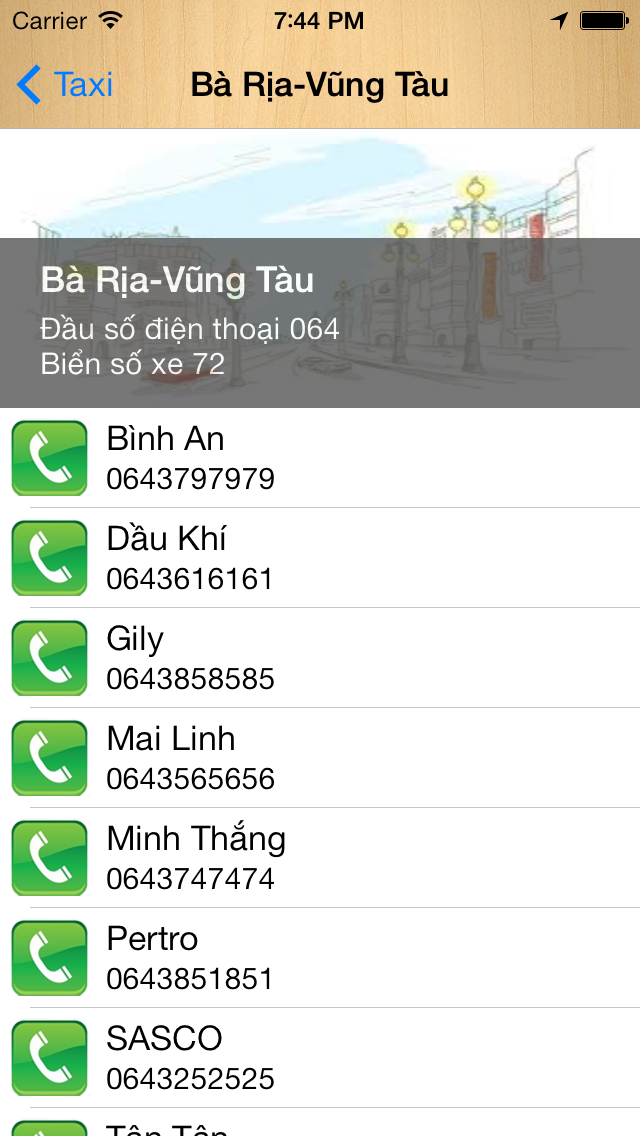 Carrier 7:44 PM
Taxi Bà Rịa-Vũng Tàu
Bà Rịa-Vũng Tàu
Đầu số điện thoại 064
Biển số xe 72
Bình An
0643797979
Dầu Khí
0643616161
Gily
0643858585
Mai Linh
0643565656
Minh Thắng
0643747474
Pertro
0643851851
SASCO
0643252525